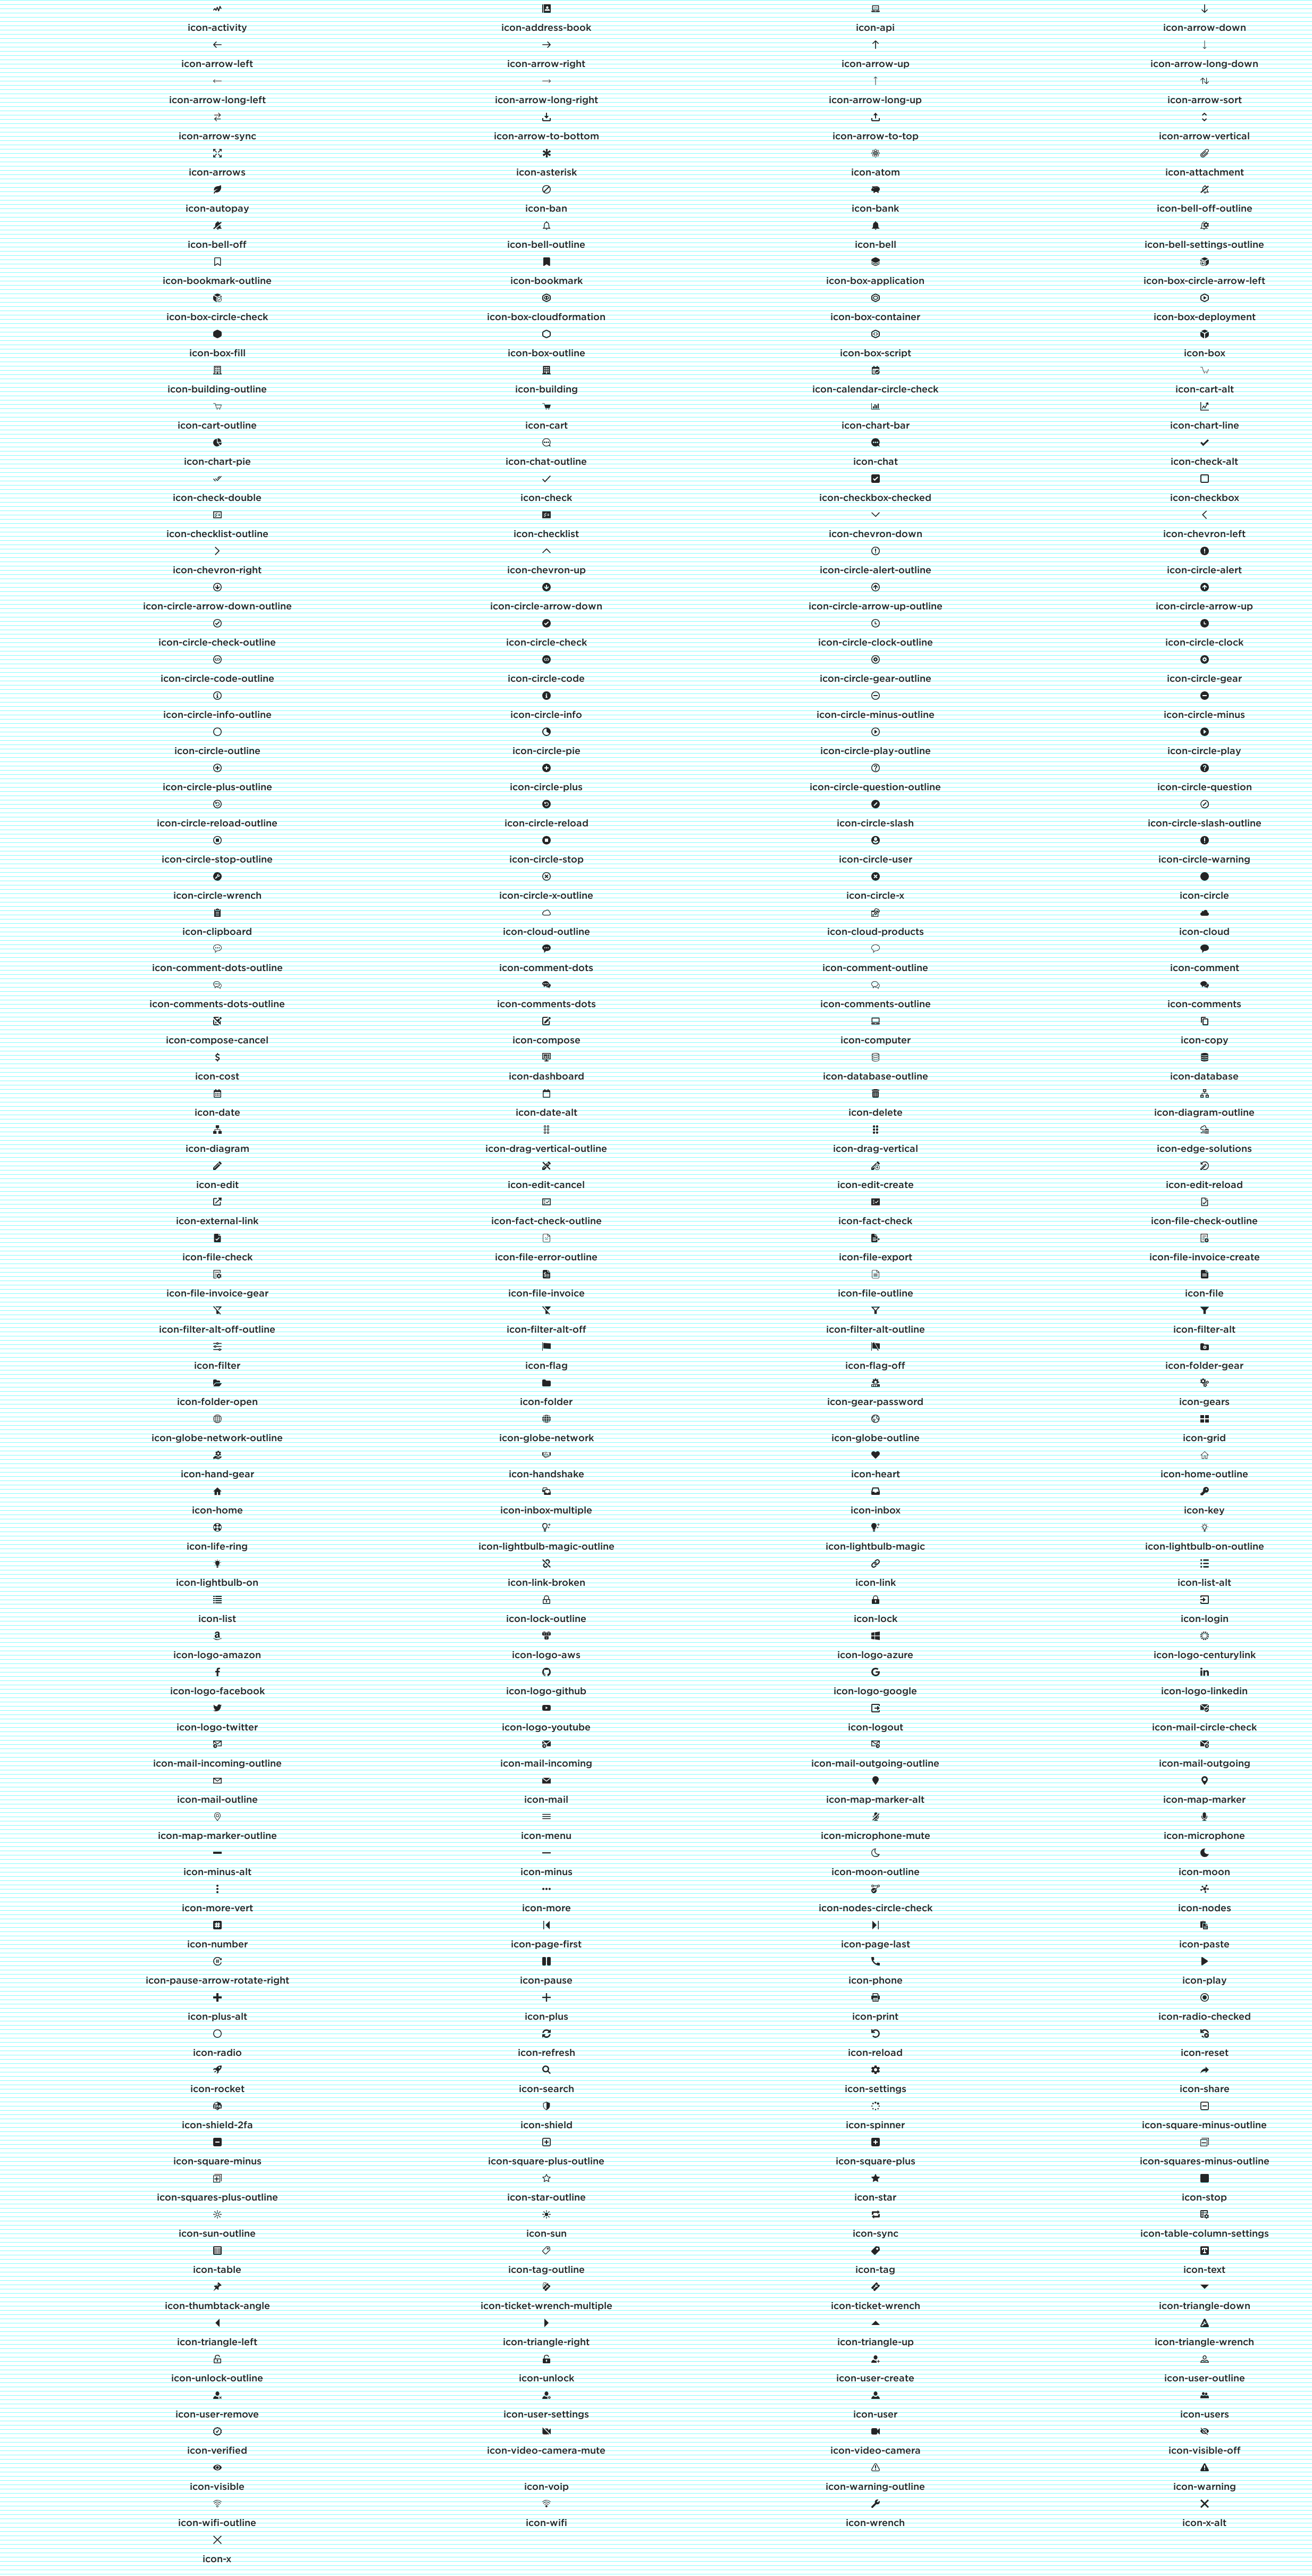 icon-activity icon-address-book icon-api icon-arrow-down
icon-arrow-left icon-arrow-right icon-arrow-up icon-arrow-long-down
icon-arrow-long-left icon-arrow-long-right icon-arrow-long-up icon-arrow-sort
icon-arrow-sync icon-arrow-to-bottom icon-arrow-to-top icon-arrow-vertical
icon-arrows icon-asterisk icon-atom icon-attachment
icon-autopay icon-ban icon-bank icon-bell-off-outline
icon-bell-off icon-bell-outline icon-bell icon-bell-settings-outline
icon-bookmark-outline icon-bookmark icon-box-application icon-box-circle-arrow-left
icon-box-circle-check icon-box-cloudformation icon-box-container icon-box-deployment
icon-box-fill icon-box-outline icon-box-script icon-box
icon-building-outline icon-building icon-calendar-circle-check icon-cart-alt
icon-cart-outline icon-cart icon-chart-bar icon-chart-line
icon-chart-pie icon-chat-outline icon-chat icon-check-alt
icon-check-double icon-check icon-checkbox-checked icon-checkbox
icon-checklist-outline icon-checklist icon-chevron-down icon-chevron-left
icon-chevron-right icon-chevron-up icon-circle-alert-outline icon-circle-alert
icon-circle-arrow-down-outline icon-circle-arrow-down icon-circle-arrow-up-outline icon-circle-arrow-up
icon-circle-check-outline icon-circle-check icon-circle-clock-outline icon-circle-clock
icon-circle-code-outline icon-circle-code icon-circle-gear-outline icon-circle-gear
icon-circle-info-outline icon-circle-info icon-circle-minus-outline icon-circle-minus
icon-circle-outline icon-circle-pie icon-circle-play-outline icon-circle-play
icon-circle-plus-outline icon-circle-plus icon-circle-question-outline icon-circle-question
icon-circle-reload-outline icon-circle-reload icon-circle-slash icon-circle-slash-outline
icon-circle-stop-outline icon-circle-stop icon-circle-user icon-circle-warning
icon-circle-wrench icon-circle-x-outline icon-circle-x icon-circle
icon-clipboard icon-cloud-outline icon-cloud-products icon-cloud
icon-comment-dots-outline icon-comment-dots icon-comment-outline icon-comment
icon-comments-dots-outline icon-comments-dots icon-comments-outline icon-comments
icon-compose-cancel icon-compose icon-computer icon-copy
icon-cost icon-dashboard icon-database-outline icon-database
icon-date icon-date-alt icon-delete icon-diagram-outline
icon-diagram icon-drag-vertical-outline icon-drag-vertical icon-edge-solutions
icon-edit icon-edit-cancel icon-edit-create icon-edit-reload
icon-external-link icon-fact-check-outline icon-fact-check icon-file-check-outline
icon-file-check icon-file-error-outline icon-file-export icon-file-invoice-create
icon-file-invoice-gear icon-file-invoice icon-file-outline icon-file
icon-filter-alt-off-outline icon-filter-alt-off icon-filter-alt-outline icon-filter-alt
icon-filter icon-flag icon-flag-off icon-folder-gear
icon-folder-open icon-folder icon-gear-password icon-gears
icon-globe-network-outline icon-globe-network icon-globe-outline icon-grid
icon-hand-gear icon-handshake icon-heart icon-home-outline
icon-home icon-inbox-multiple icon-inbox icon-key
icon-life-ring icon-lightbulb-magic-outline icon-lightbulb-magic icon-lightbulb-on-outline
icon-lightbulb-on icon-link-broken icon-link icon-list-alt
icon-list icon-lock-outline icon-lock icon-login
icon-logo-amazon icon-logo-aws icon-logo-azure icon-logo-centurylink
icon-logo-facebook icon-logo-github icon-logo-google icon-logo-linkedin
icon-logo-twitter icon-logo-youtube icon-logout icon-mail-circle-check
icon-mail-incoming-outline icon-mail-incoming icon-mail-outgoing-outline icon-mail-outgoing
icon-mail-outline icon-mail icon-map-marker-alt icon-map-marker
icon-map-marker-outline icon-menu icon-microphone-mute icon-microphone
icon-minus-alt icon-minus icon-moon-outline icon-moon
icon-more-vert icon-more icon-nodes-circle-check icon-nodes
icon-number icon-page-first icon-page-last icon-paste
icon-pause-arrow-rotate-right icon-pause icon-phone icon-play
icon-plus-alt icon-plus icon-print icon-radio-checked
icon-radio icon-refresh icon-reload icon-reset
icon-rocket icon-search icon-settings icon-share
icon-shield-2fa icon-shield icon-spinner icon-square-minus-outline
icon-square-minus icon-square-plus-outline icon-square-plus icon-squares-minus-outline
icon-squares-plus-outline icon-star-outline icon-star icon-stop
icon-sun-outline icon-sun icon-sync icon-table-column-settings
icon-table icon-tag-outline icon-tag icon-text
icon-thumbtack-angle icon-ticket-wrench-multiple icon-ticket-wrench icon-triangle-down
icon-triangle-left icon-triangle-right icon-triangle-up icon-triangle-wrench
icon-unlock-outline icon-unlock icon-user-create icon-user-outline
icon-user-remove icon-user-settings icon-user icon-users
icon-verified icon-video-camera-mute icon-video-camera icon-visible-off
icon-visible icon-voip icon-warning-outline icon-warning
icon-wifi-outline icon-wifi icon-wrench icon-x-alt
icon-x